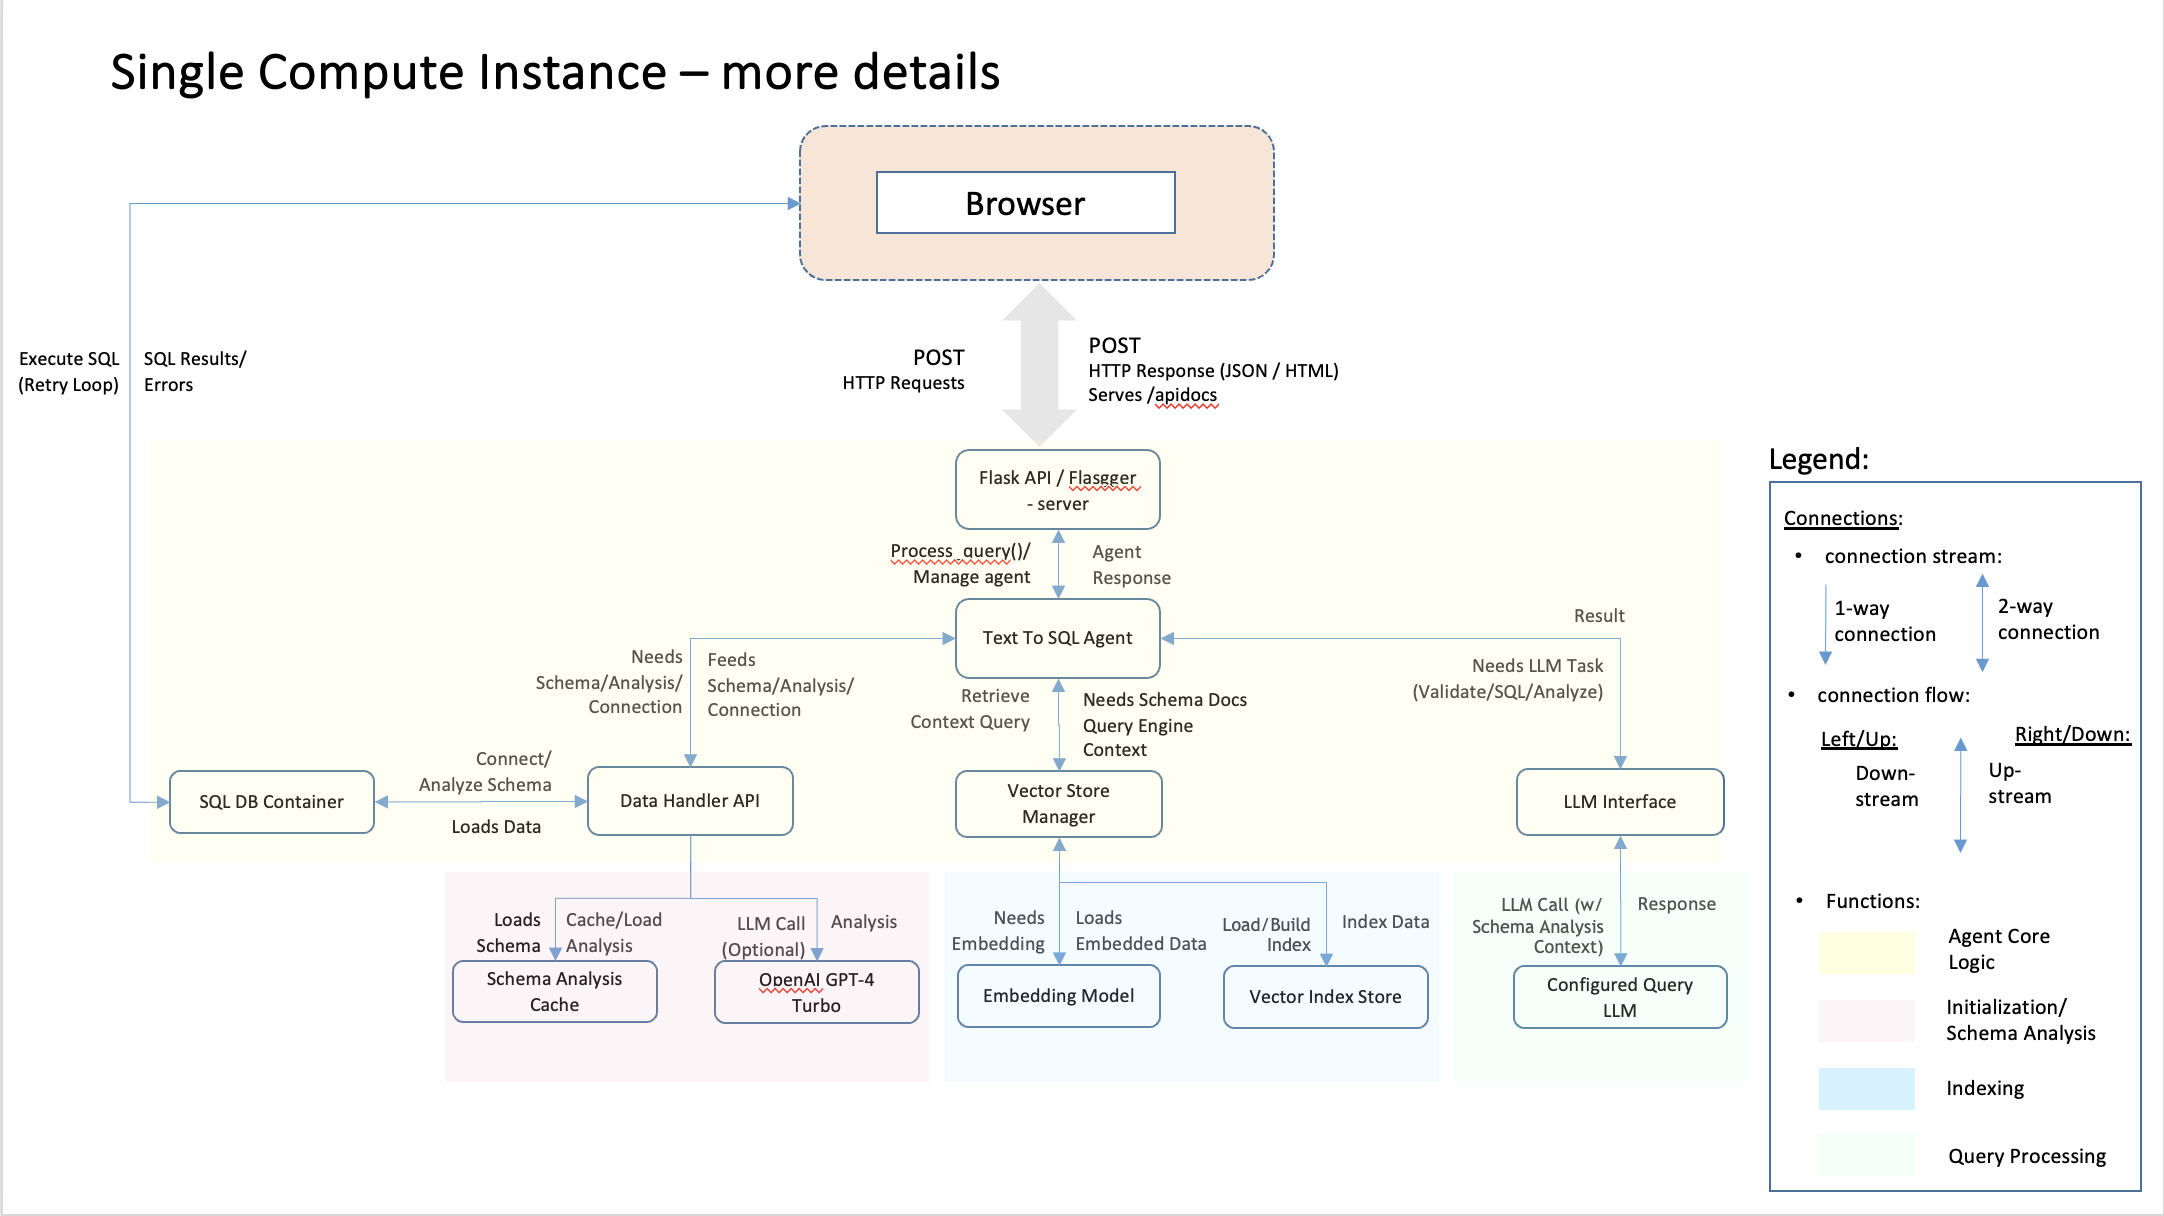 Single Compute Instance – more details
Browser
Execute SQL
(Retry Loop)
SQL Results/
Errors
POST
HTTP Requests
POST
HTTP Response (JSON / HTML)
Serves /apidocs
Flask API / Flasgger
- server
Process_query()/
Manage agent
Agent
Response
Text To SQL Agent
Result
Needs
Schema/Analysis/
Connection
Feeds
Schema/Analysis/
Connection
Retrieve
Context Query
Needs Schema Docs
Query Engine
Context
Needs LLM Task
(Validate/SQL/Analyze)
Connect/
Analyze Schema
Loads Data
SQL DB Container
Data Handler API
Vector Store
Manager
LLM Interface
Loads
Schema
Cache/Load
Analysis
LLM Call
(Optional)
Analysis
Needs
Embedding
Loads
Embedded Data
Load/Build
Index
Index Data
LLM Call (w/
Schema Analysis
Context)
Response
Schema Analysis
Cache
OpenAI GPT-4
Turbo
Embedding Model
Vector Index Store
Configured Query
LLM
Legend:
Connections:
• connection stream:
1-way
connection
2-way
connection
• connection flow:
Left/Up:
Right/Down:
Down-
stream
Up-
stream
• Functions:
Agent Core
Logic
Initialization/
Schema Analysis
Indexing
Query Processing